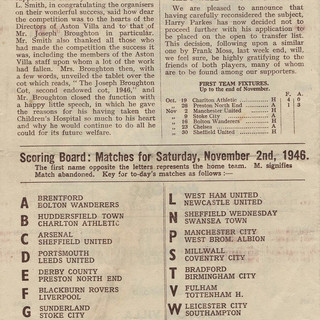 L. Smith, in congratulating the organisers
on wonderful success, said how dear
the competition was to the hearts of the
Directors of Aston Villa and to that of
Mr. Joseph Broughton in particular.
Mr. Smith also thanked all those who
had made the competition the success it
was, including the members of the Aston
Villa staff upon whom a lot of the work
had fallen. Mrs. Broughton then, with
a few words, unveiled the tablet over the
cot which reads, "The Joseph Broughton
Cot, second endowed cot, 1946," and
Mr. Broughton closed the function with
a happy little speech, in which he gave
the reasons for his having taken the
Children's Hospital so much to his heart
and why he would continue to do all he
could for its future welfare.
We are pleased to announce that
having carefully reconsidered the subject,
Harry Parkes has now decided not to
proceed further with his application to
be placed on the open to transfer list.
This decision, following upon a similar
one by Frank Moss, last week end, will,
we feel sure, be highly gratifying to the
friends of both players, many of whom
are to be found among our supporters.
FIRST TEAM FIXTURES.
Up to the end of November.
F. A.
Oct. 19 Charlton Athletic H 4 0
26 Preston North End A 1 3
Nov. 2 Manchester United H
9 Stoke City A
16 Bolton Wanderers H
23 Chelsea A
30 Sheffield United H
Scoring Board: Matches for Saturday, November 2nd, 1946.
The first name opposite the letters represents the home team. M. signifies
Match abandoned. Key for to-day's matches as follows:—
A BRENTFORD
BOLTON WANDERERS
B HUDDERSFIELD TOWN
CHARLTON ATHLETIC
C ARSENAL
SHEFFIELD UNITED
D PORTSMOUTH
LEEDS UNITED
E DERBY COUNTY
PRESTON NORTH END
F BLACKBURN ROVERS
LIVERPOOL
G SUNDERLAND
STOKE CITY
L WEST HAM UNITED
NEWCASTLE UNITED
N SHEFFIELD WEDNESDAY
SWANSEA TOWN
P MANCHESTER CITY
WEST BROM. ALBION
S MILLWALL
COVENTRY CITY
T BRADFORD
BIRMINGHAM CITY
V FULHAM
TOTTENHAM H.
W LEICESTER CITY
SOUTHAMPTON